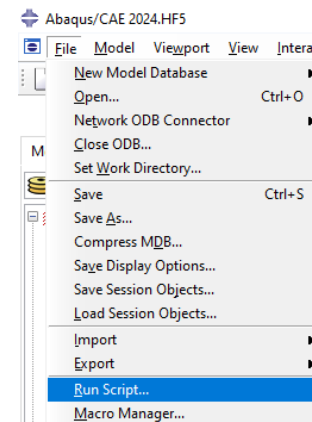 Abaqus/CAE 2024.HF5
File Model Viewport View Intera
New Model Database
Open... Ctrl+O
Network ODB Connector
Close ODB...
M
Set Work Directory...
Save Ctrl+S
Save As...
Compress MDB...
Save Display Options...
Save Session Objects...
Load Session Objects...
Import
Export
Run Script...
Macro Manager...